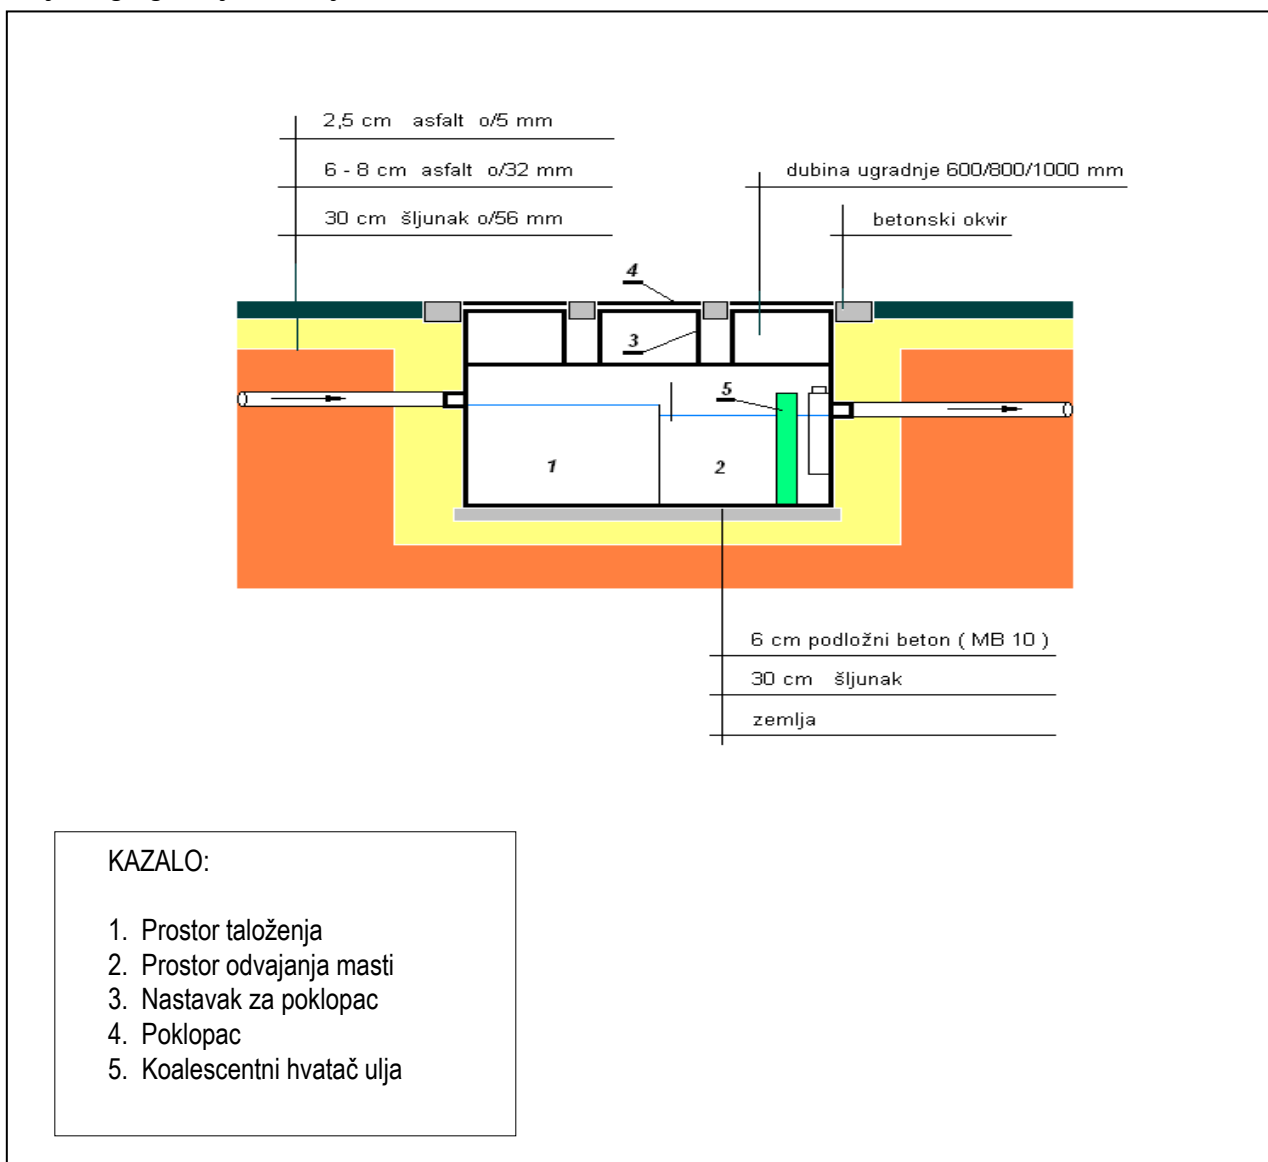 2,5 cm asfalt o/5 mm
6 - 8 cm asfalt o/32 mm
30 cm šljunak o/56 mm
dubina ugradnje 600/800/1000 mm
betonski okvir
4
3
5
1
2
6 cm podložni beton ( MB 10 )
30 cm šljunak
zemlja
KAZALO:
1. Prostor taloženja
2. Prostor odvajanja masti
3. Nastavak za poklopac
4. Poklopac
5. Koalescentni hvatač ulja